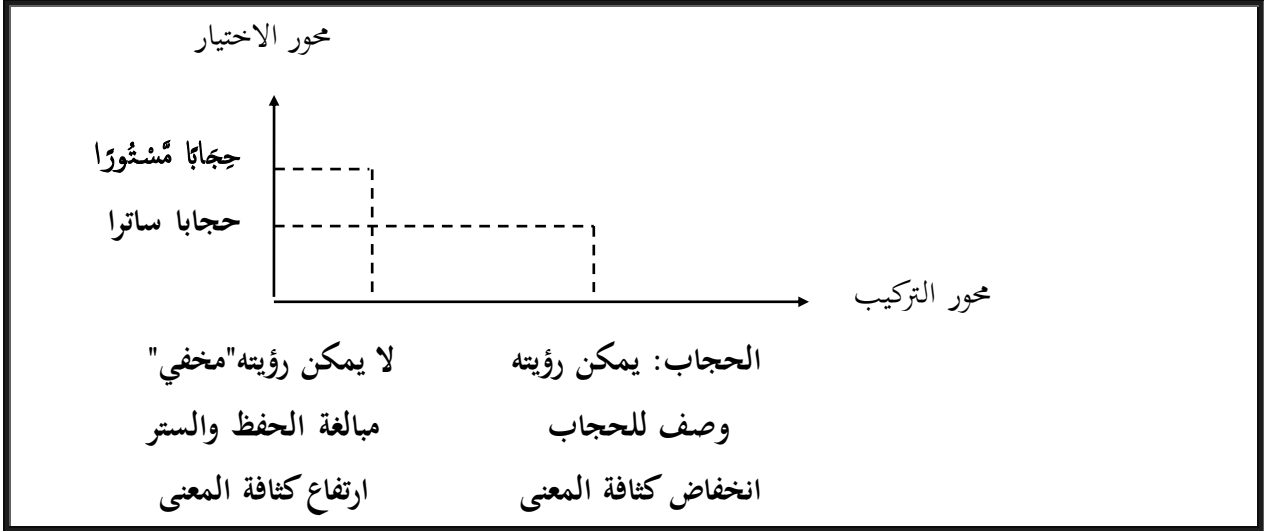 محور الاختيار
حِجَابًا مَّسْتُورًا
حجابا ساترا
محور التركيب
الحجاب: يمكن رؤيته
لا يمكن رؤيته"مخفي"
وصف للحجاب
مبالغة الحفظ والستر
انخفاض كثافة المعنى
ارتفاع كثافة المعنى